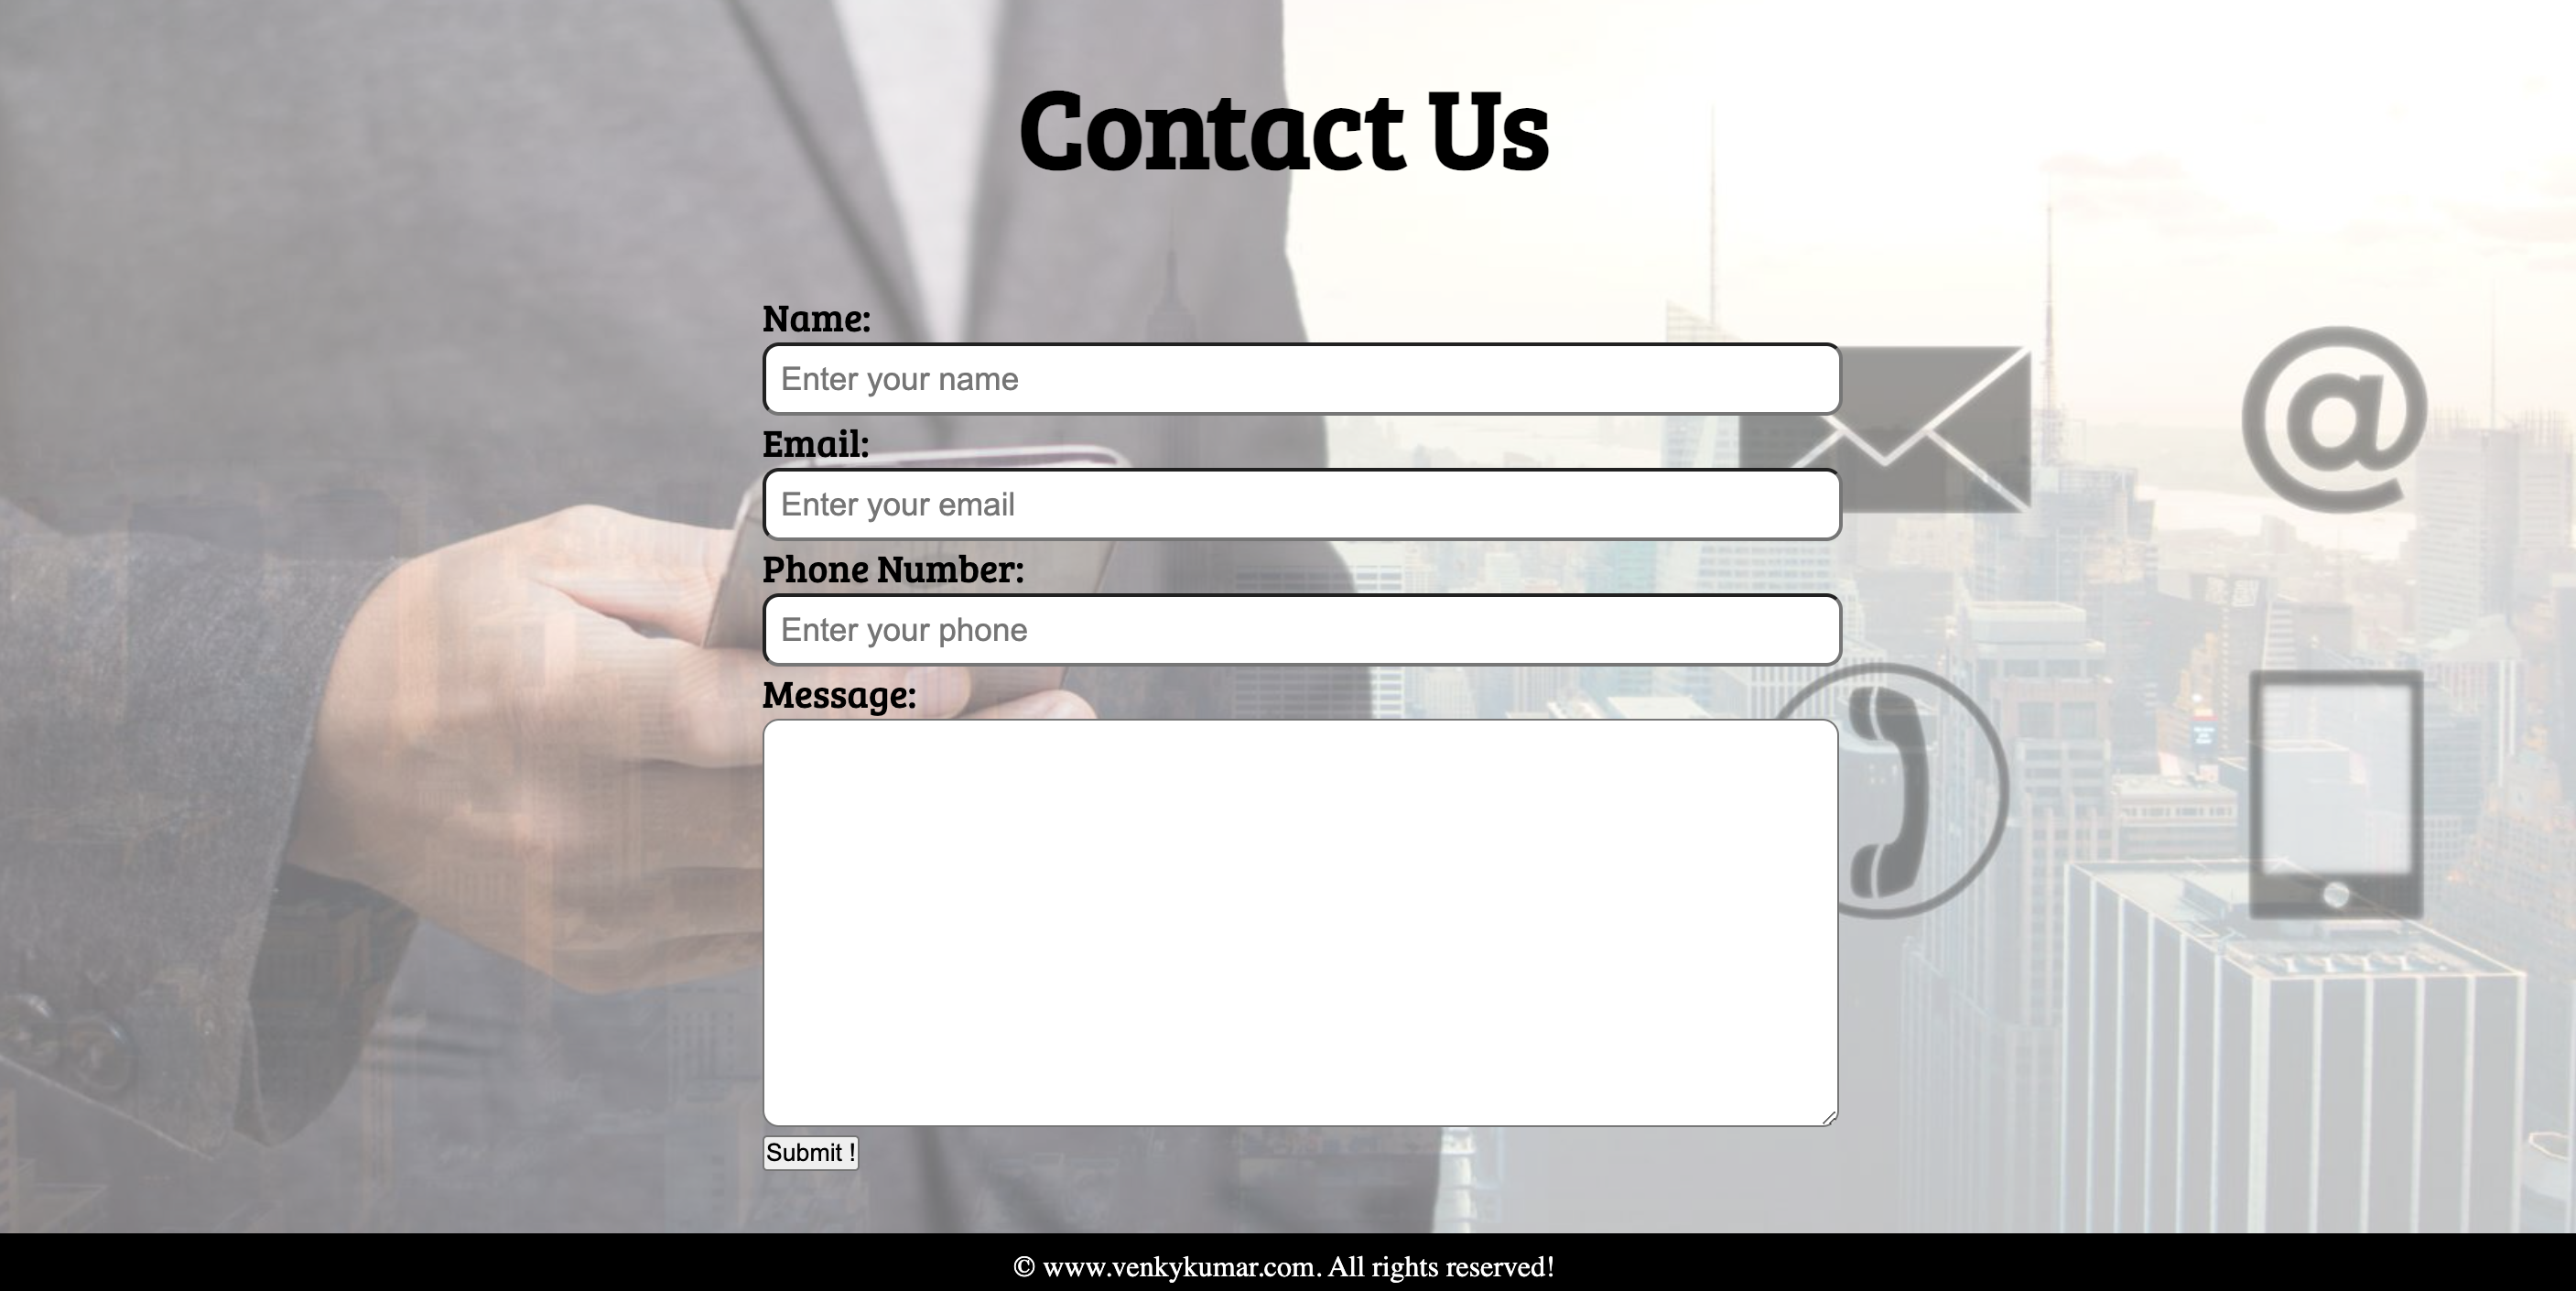 Contact Us
Name:
Enter your name
Email:
Enter your email
Phone Number:
Enter your phone
Message:
Submit !
© www.venkykumar.com. All rights reserved!